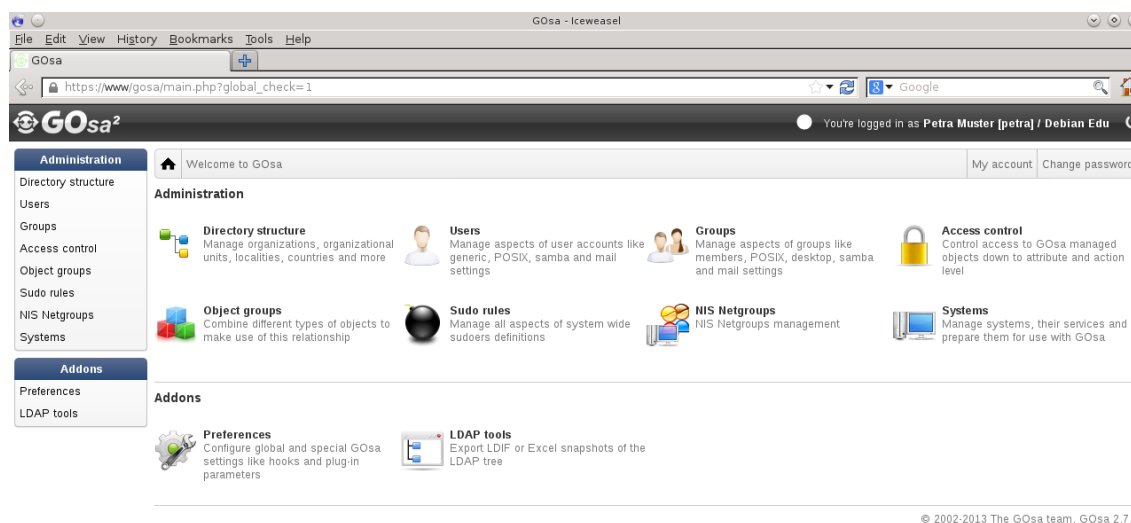 GOsa - Iceweasel
File Edit View History Bookmarks Tools Help
GOsa
https://www/gosa/main.php?global_check=1
Google
GOsa²
You're logged in as Petra Muster [petra] / Debian Edu
Administration
Directory structure
Users
Groups
Access control
Object groups
Sudo rules
NIS Netgroups
Systems
Addons
Preferences
LDAP tools
Welcome to GOsa
My account
Change password
Administration
Directory structure
Manage organizations, organizational
units, localities, countries and more
Users
Manage aspects of user accounts like
generic, POSIX, samba and mail
settings
Groups
Manage aspects of groups like
members, POSIX, desktop, samba
and mail settings
Access control
Control access to GOsa managed
objects down to attribute and action
level
Object groups
Combine different types of objects to
make use of this relationship
Sudo rules
Manage all aspects of system wide
sudoers definitions
NIS Netgroups
NIS Netgroups management
Systems
Manage systems, their services and
prepare them for use with GOsa
Addons
Preferences
Configure global and special GOsa
settings like hooks and plug-in
parameters
LDAP tools
Export LDIF or Excel snapshots of the
LDAP tree
© 2002-2013 The GOsa team, GOsa 2.7.